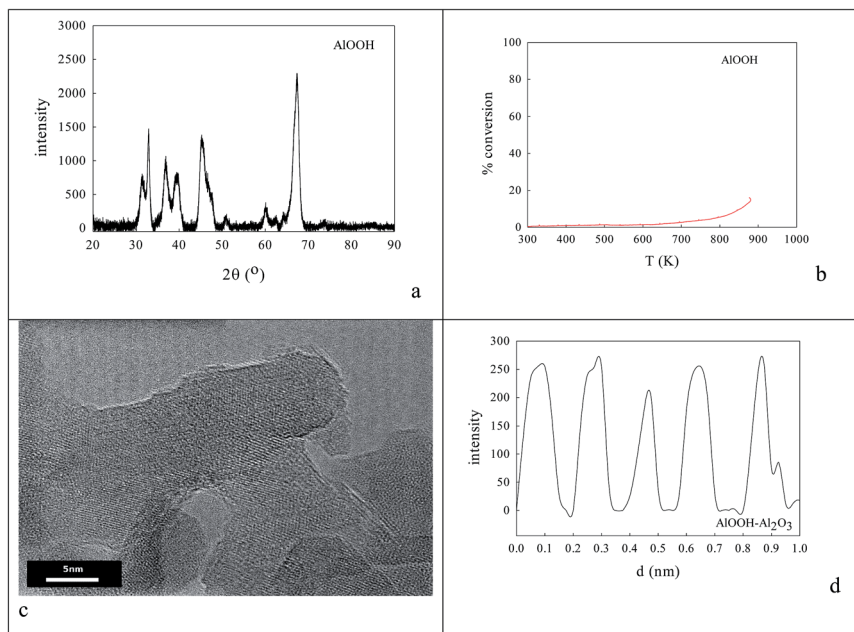 3000
AlOOH
2500
2000
1500
1000
500
0
intensity
20 30 40 50 60 70 80 90
2θ (º)
a
100
AlOOH
80
60
40
20
0
% conversion
300 400 500 600 700 800 900 1000
T (K)
b
5nm
c
300
250
200
150
100
50
0
intensity
AlOOH-Al2O3
0.0 0.1 0.2 0.3 0.4 0.5 0.6 0.7 0.8 0.9 1.0
d (nm)
d